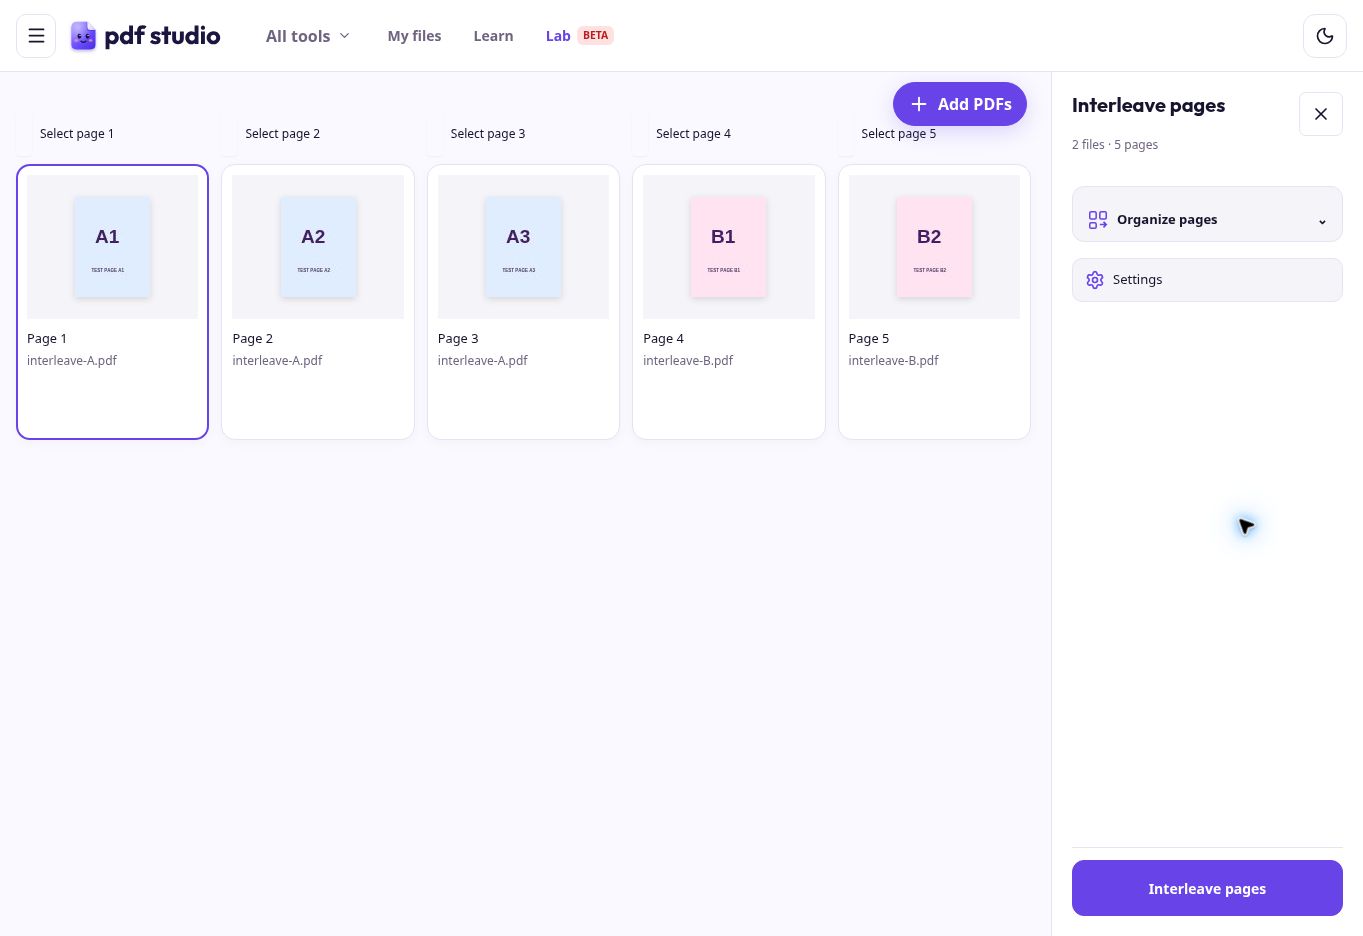 pdf studio
All tools
My files
Learn
Lab
BETA
Add PDFs
Select page 1
Select page 2
Select page 3
Select page 4
Select page 5
A1
TEST PAGE A1
Page 1
interleave-A.pdf
A2
TEST PAGE A2
Page 2
interleave-A.pdf
A3
TEST PAGE A3
Page 3
interleave-A.pdf
B1
TEST PAGE B1
Page 4
interleave-B.pdf
B2
TEST PAGE B2
Page 5
interleave-B.pdf
Interleave pages
2 files · 5 pages
Organize pages
Settings
Interleave pages